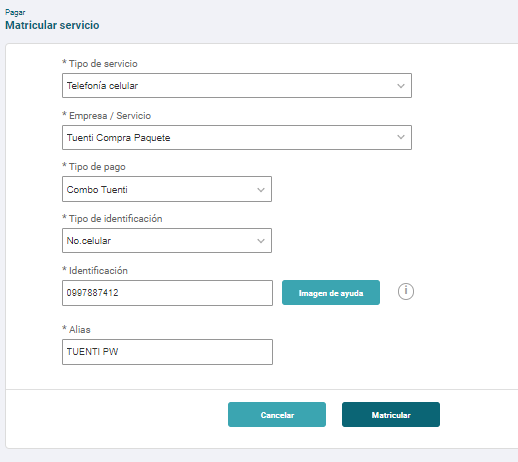 Pagar
Matricular servicio
* Tipo de servicio
Telefonía celular
* Empresa / Servicio
Tuenti Compra Paquete
* Tipo de pago
Combo Tuenti
* Tipo de identificación
No.celular
* Identificación
0997887412
Imagen de ayuda
i
* Alias
TUENTI PW
Cancelar
Matricular